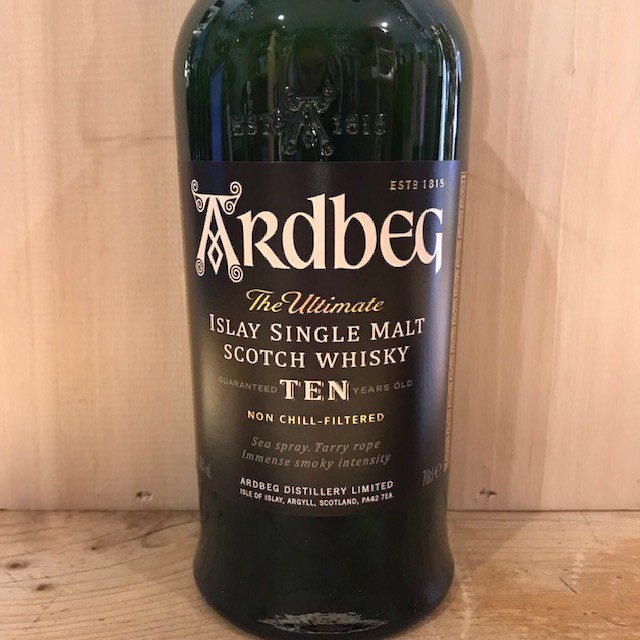 ESTD 1815
ESTD 1815
ARDBEG
The Ultimate
ISLAY SINGLE MALT
SCOTCH WHISKY
GUARANTEED TEN YEARS OLD
NON CHILL-FILTERED
Sea spray. Tarry rope
Immense smoky intensity
70cl e
ARDBEG DISTILLERY LIMITED
ISLE OF ISLAY, ARGYLL, SCOTLAND, PA42 7EA